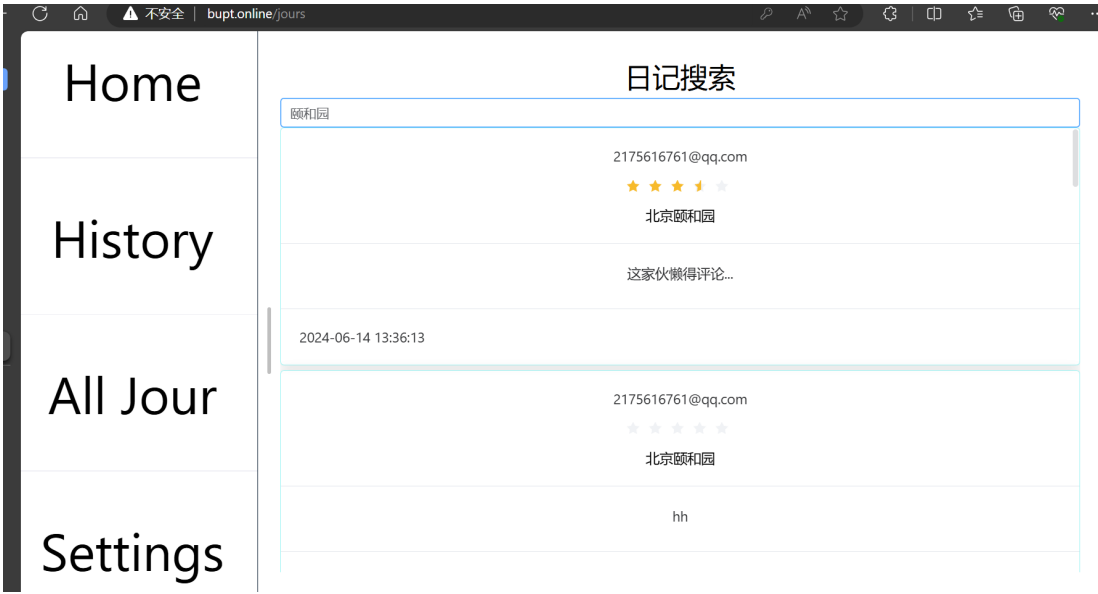 不安全 bupt.online/jours
Home
History
All Jour
Settings
日记搜索
颐和园
2175616761@qq.com
北京颐和园
这家伙懒得评论...
2024-06-14 13:36:13
2175616761@qq.com
北京颐和园
hh